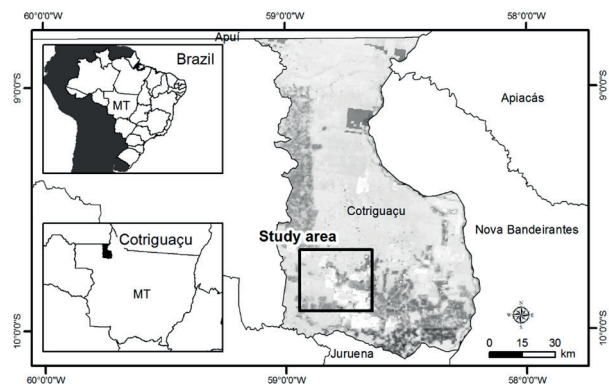 60°0'0"W 59°0'0"W 58°0'0"W
Apuí
Brazil
MT
9°0'0"S 9°0'0"S
Apiacás
Cotriguaçu
Nova Bandeirantes
Study area
Cotriguaçu
MT
10°0'0"S 10°0'0"S
Juruena
0 15 30
km
60°0'0"W 59°0'0"W 58°0'0"W